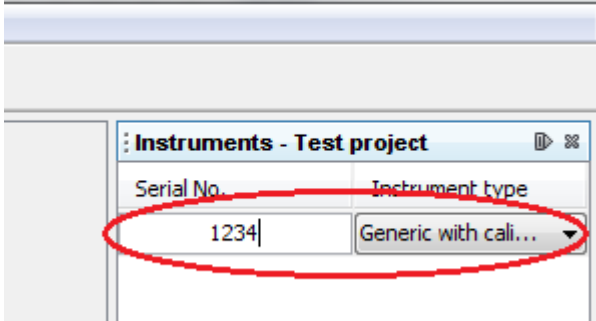 Instruments - Test project
Serial No. Instrument type
1234 Generic with cali...